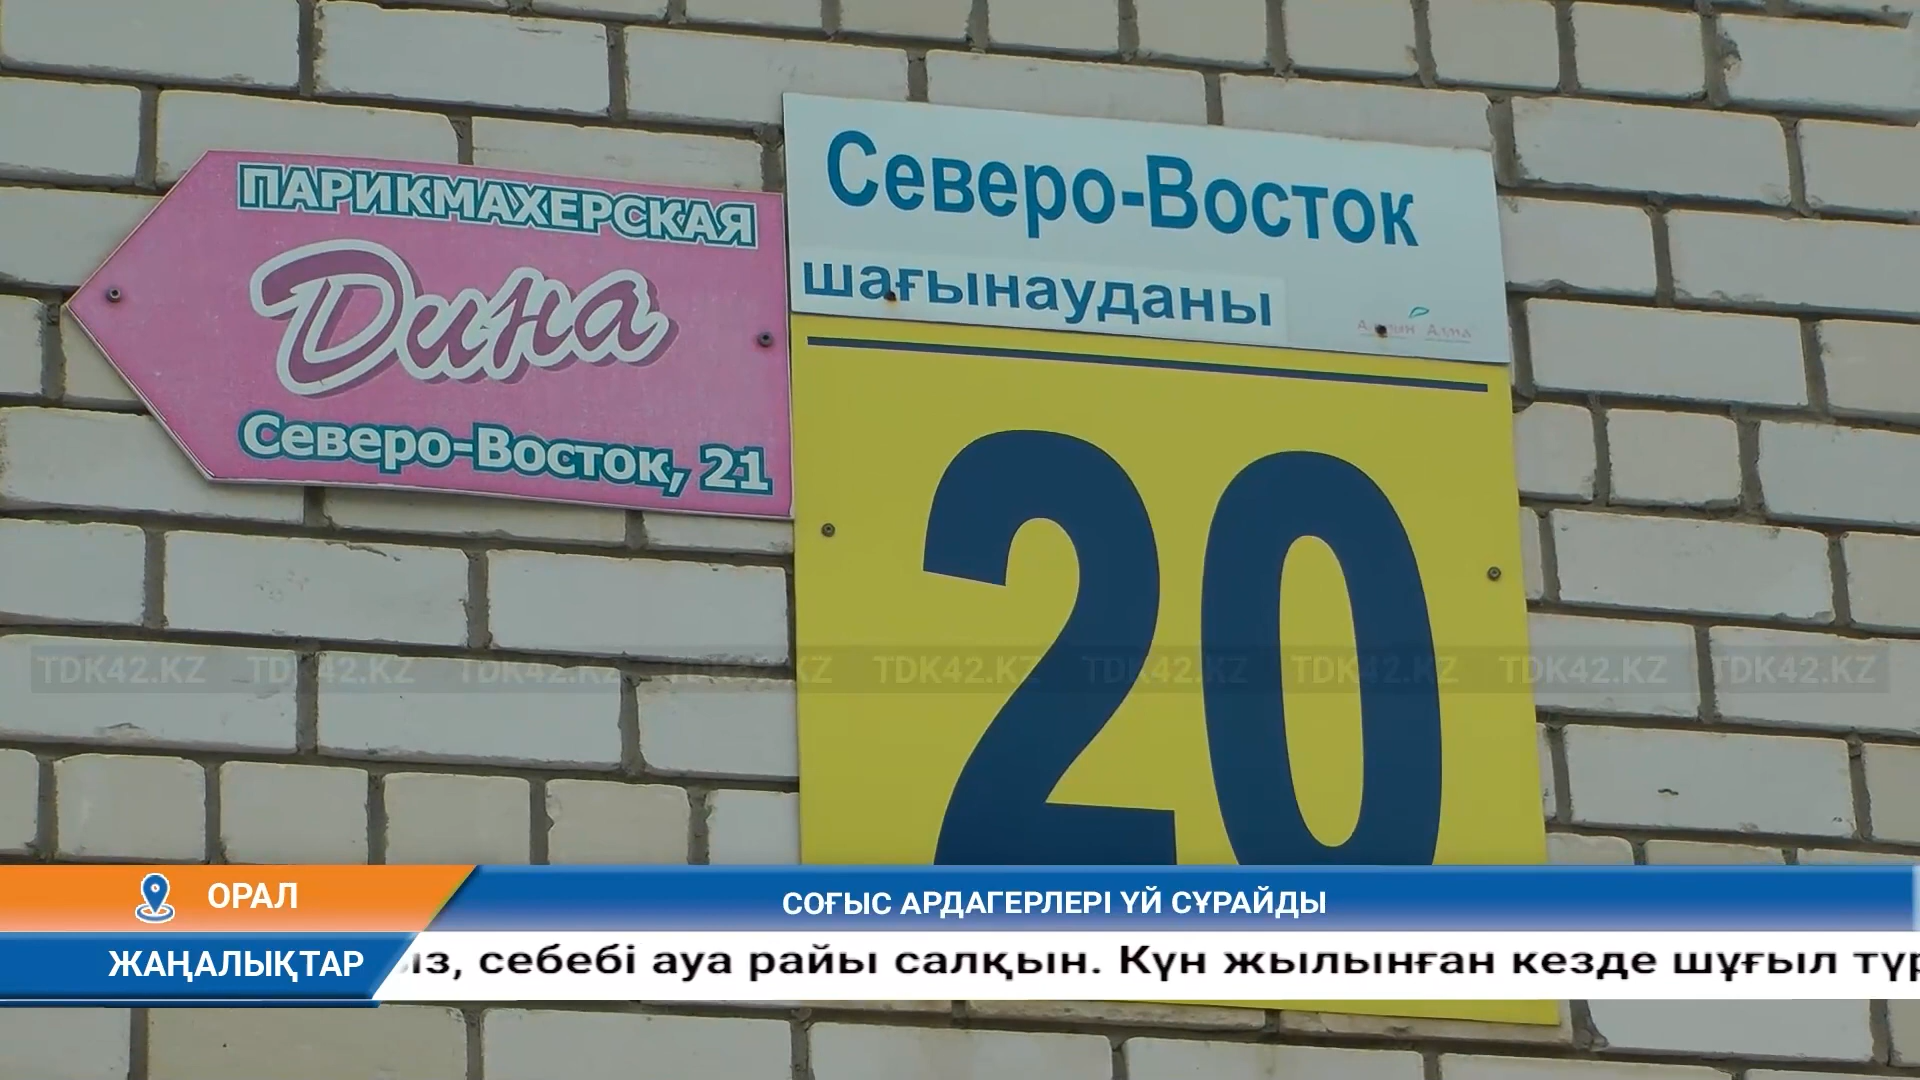 ПАРИКМАХЕРСКАЯ
Дина
Северо-Восток, 21
Северо-Восток
шағынауданы
Алтын Алма
20
TDK42.KZ TDK42.KZ TDK42.KZ TDK42.KZ TDK42.KZ TDK42.KZ TDK42.KZ TDK42.KZ TDK42.KZ
ОРАЛ
СОҒЫС АРДАГЕРЛЕРІ ҮЙ СҰРАЙДЫ
ЖАҢАЛЫҚТАР
себебі ауа райы салқын. Күн жылынған кезде шұғыл